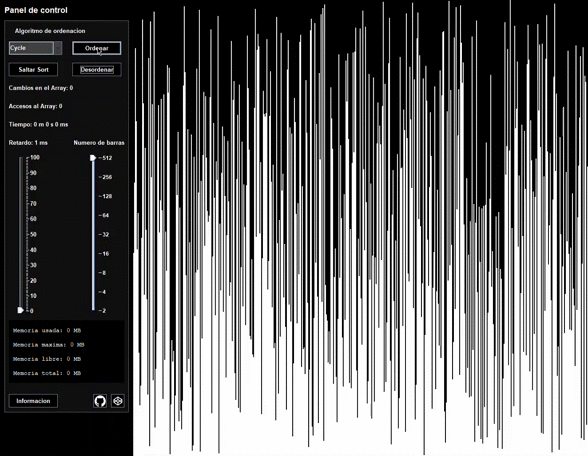 Panel de control
Algoritmo de ordenacion
Cycle
Ordenar
Saltar Sort
Desordenar
Cambios en el Array: 0
Accesos al Array: 0
Tiempo: 0 m 0 s 0 ms
Retardo: 1 ms
Numero de barras
100
90
80
70
60
50
40
30
20
10
0
512
256
128
64
32
16
8
4
2
Memoria usada: 0 MB
Memoria maxima: 0 MB
Memoria libre: 0 MB
Memoria total: 0 MB
Informacion